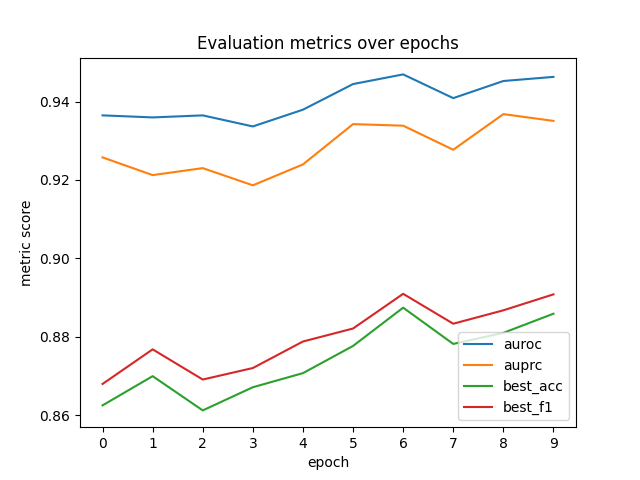 Evaluation metrics over epochs
metric score
0.94
0.92
0.90
0.88
0.86
auroc
auprc
best_acc
best_f1
0 1 2 3 4 5 6 7 8 9
epoch